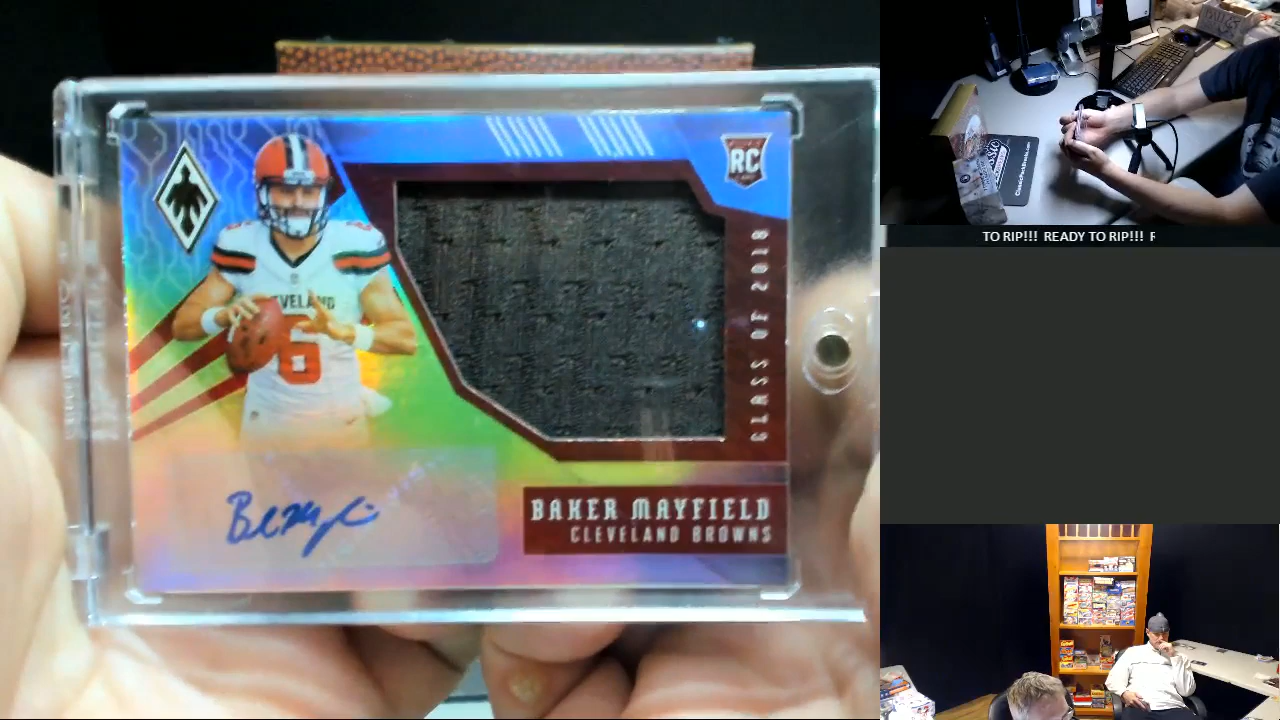 RC
CLEVELAND
6
CLASS OF 2018
BAKER MAYFIELD
CLEVELAND BROWNS
TO RIP!!! READY TO RIP!!! F